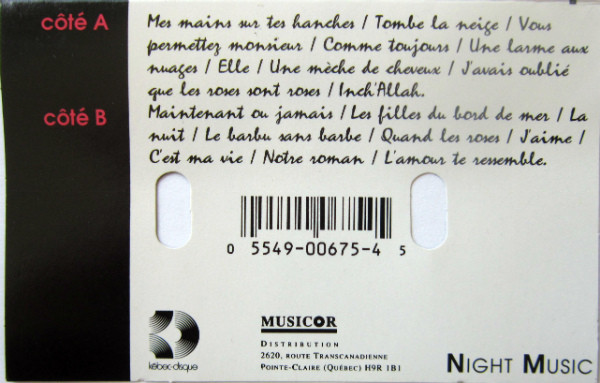 côté A
Mes mains sur tes hanches / Tombe la neige / Vous
permettez monsieur / Comme toujours / Une larme aux
nuages / Elle / Une mèche de cheveux / J'avais oublié
que les roses sont roses / Inch'Allah.
côté B
Maintenant ou jamais / Les filles du bord de mer / La
nuit / Le barbu sans barbe / Quand les roses / J'aime /
C'est ma vie / Notre roman / L'amour te ressemble.
0 5549-00675-4 5
kébec-disque
MUSICOR
DISTRIBUTION
2620, ROUTE TRANSCANADIENNE
POINTE-CLAIRE (QUÉBEC) H9R 1B1
NIGHT MUSIC